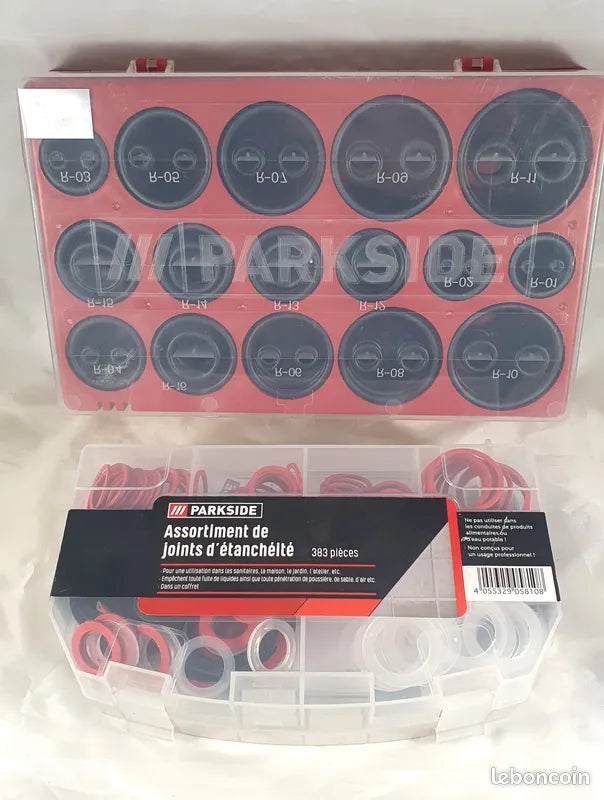 R-03
R-05
R-07
R-09
R-11
/// PARKSIDE®
R-15
R-14
R-13
R-12
R-02
R-01
R-04
R-16
R-06
R-08
R-10
/// PARKSIDE
Assortiment de
joints d'étanchéité 383 pièces
· Pour une utilisation dans les sanitaires, la maison, le jardin, l'atelier, etc.
· Empêchent toute fuite de liquides ainsi que toute pénétration de poussière, de sable, d'air etc.
· Dans un coffret
· Ne pas utiliser dans
les conduites de produits
alimentaires ou
d'eau potable !
· Non conçus pour
un usage professionnel !
4 055329 058108
leboncoin